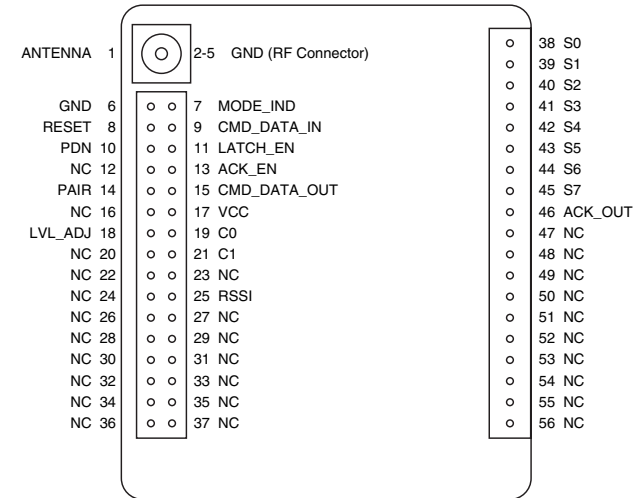 ANTENNA 1 2-5 GND (RF Connector)
GND 6 7 MODE_IND
RESET 8 9 CMD_DATA_IN
PDN 10 11 LATCH_EN
NC 12 13 ACK_EN
PAIR 14 15 CMD_DATA_OUT
NC 16 17 VCC
LVL_ADJ 18 19 C0
NC 20 21 C1
NC 22 23 NC
NC 24 25 RSSI
NC 26 27 NC
NC 28 29 NC
NC 30 31 NC
NC 32 33 NC
NC 34 35 NC
NC 36 37 NC
38 S0
39 S1
40 S2
41 S3
42 S4
43 S5
44 S6
45 S7
46 ACK_OUT
47 NC
48 NC
49 NC
50 NC
51 NC
52 NC
53 NC
54 NC
55 NC
56 NC